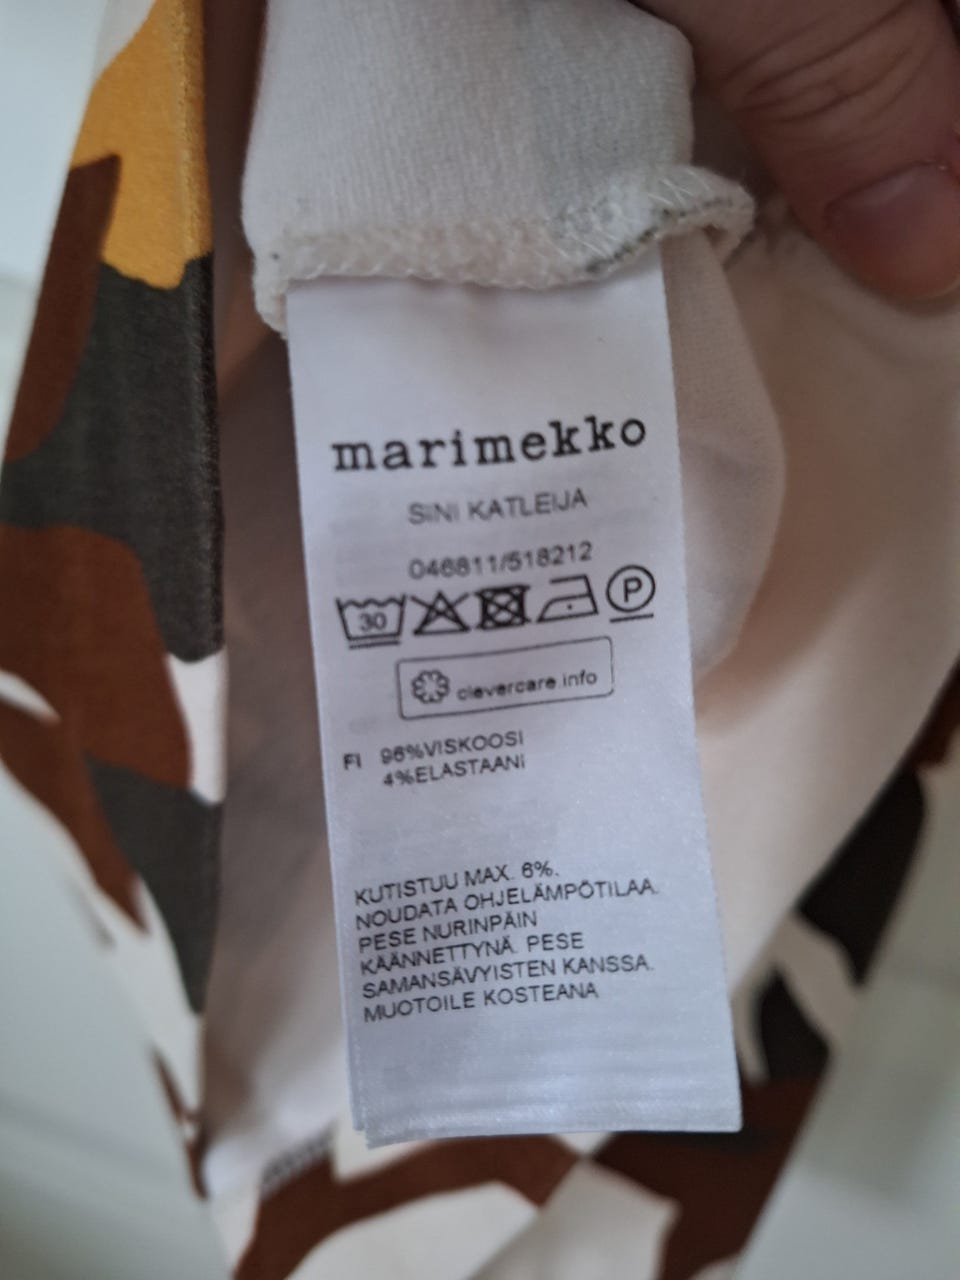 marimekko
SINI KATLEIJA
046811/518212
30 P
clevercare.info
FI 96%VISKOOSI
4%ELASTAANI
KUTISTUU MAX. 6%.
NOUDATA OHJELÄMPÖTILAA.
PESE NURINPÄIN
KÄÄNNETTYNÄ. PESE
SAMANSÄVYISTEN KANSSA.
MUOTOILE KOSTEANA